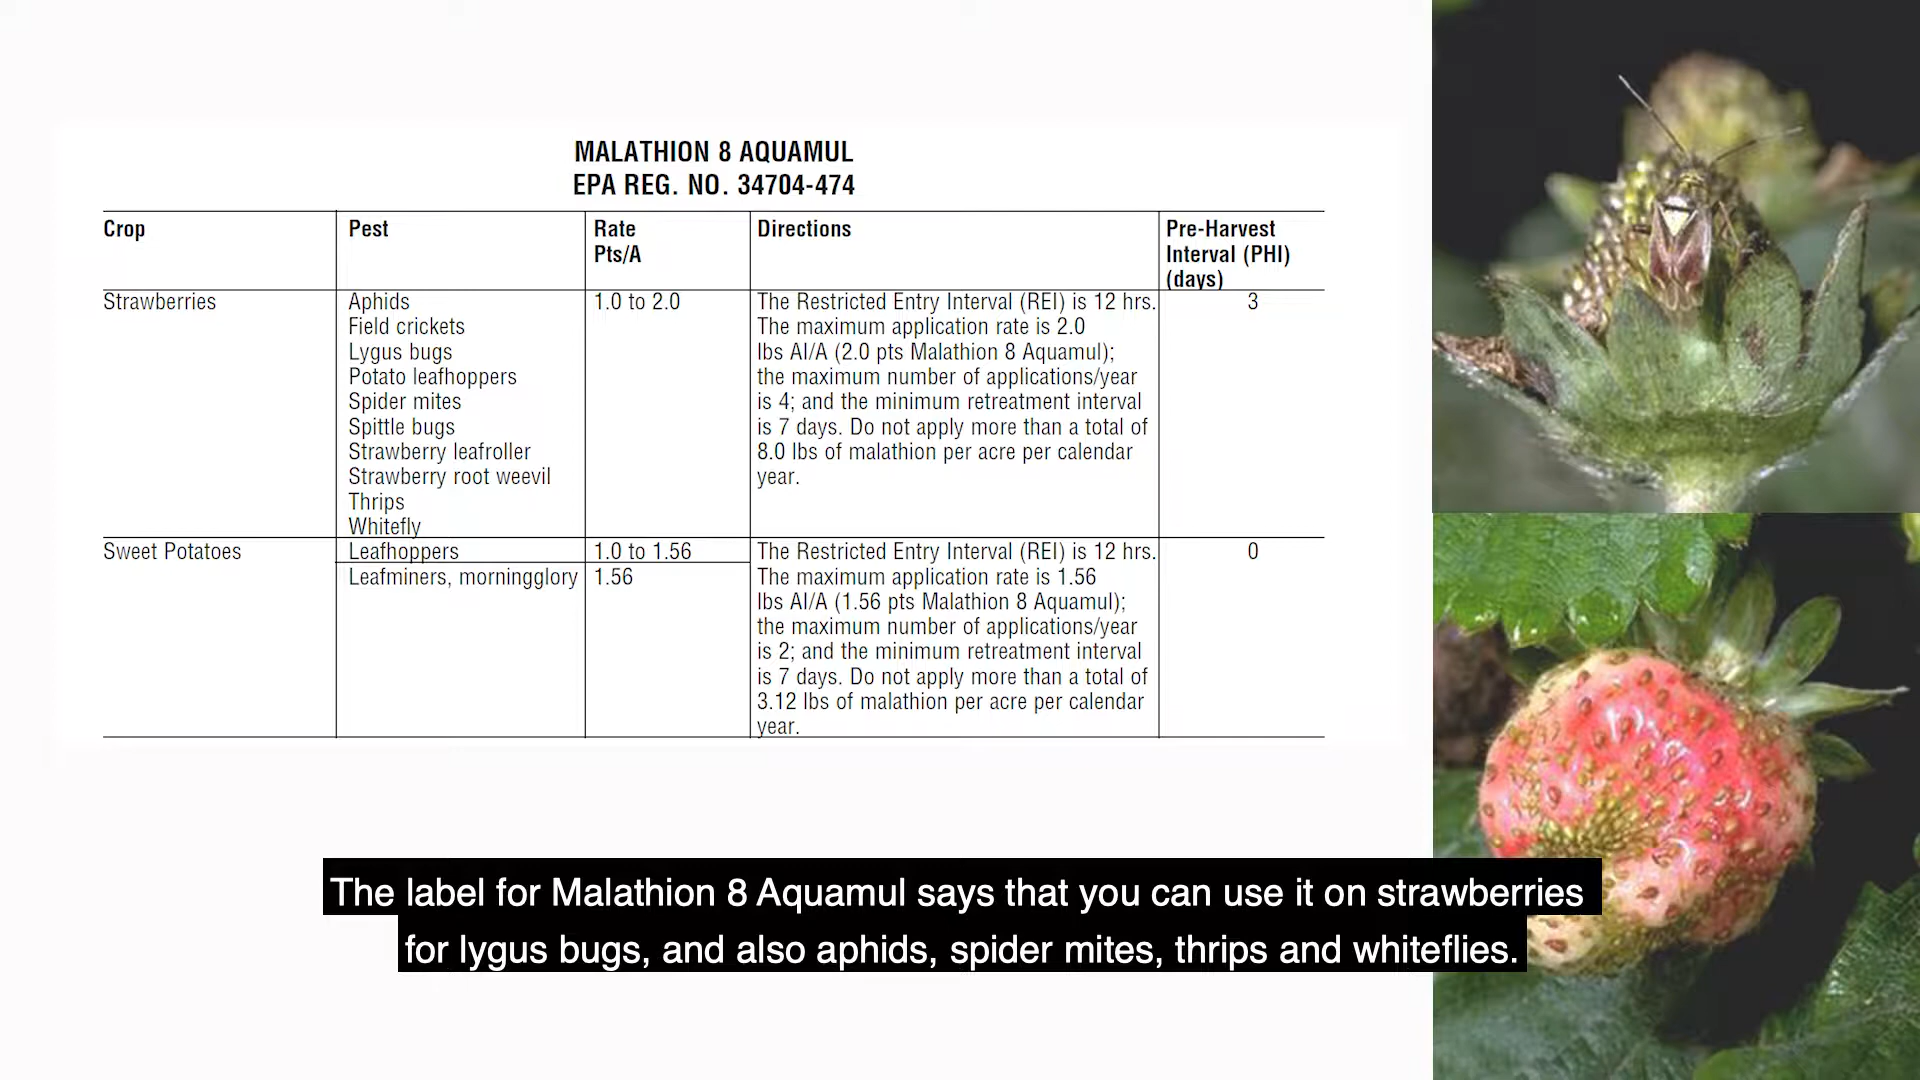 MALATHION 8 AQUAMUL
EPA REG. NO. 34704-474
Crop
Pest
Rate
Pts/A
Directions
Pre-Harvest
Interval (PHI)
(days)
Strawberries
Aphids
Field crickets
Lygus bugs
Potato leafhoppers
Spider mites
Spittle bugs
Strawberry leafroller
Strawberry root weevil
Thrips
Whitefly
1.0 to 2.0
The Restricted Entry Interval (REI) is 12 hrs.
The maximum application rate is 2.0
lbs AI/A (2.0 pts Malathion 8 Aquamul);
the maximum number of applications/year
is 4; and the minimum retreatment interval
is 7 days. Do not apply more than a total of
8.0 lbs of malathion per acre per calendar
year.
3
Sweet Potatoes
Leafhoppers
1.0 to 1.56
Leafminers, morningglory
1.56
The Restricted Entry Interval (REI) is 12 hrs.
The maximum application rate is 1.56
lbs AI/A (1.56 pts Malathion 8 Aquamul);
the maximum number of applications/year
is 2; and the minimum retreatment interval
is 7 days. Do not apply more than a total of
3.12 lbs of malathion per acre per calendar
year.
0
The label for Malathion 8 Aquamul says that you can use it on strawberries
for lygus bugs, and also aphids, spider mites, thrips and whiteflies.